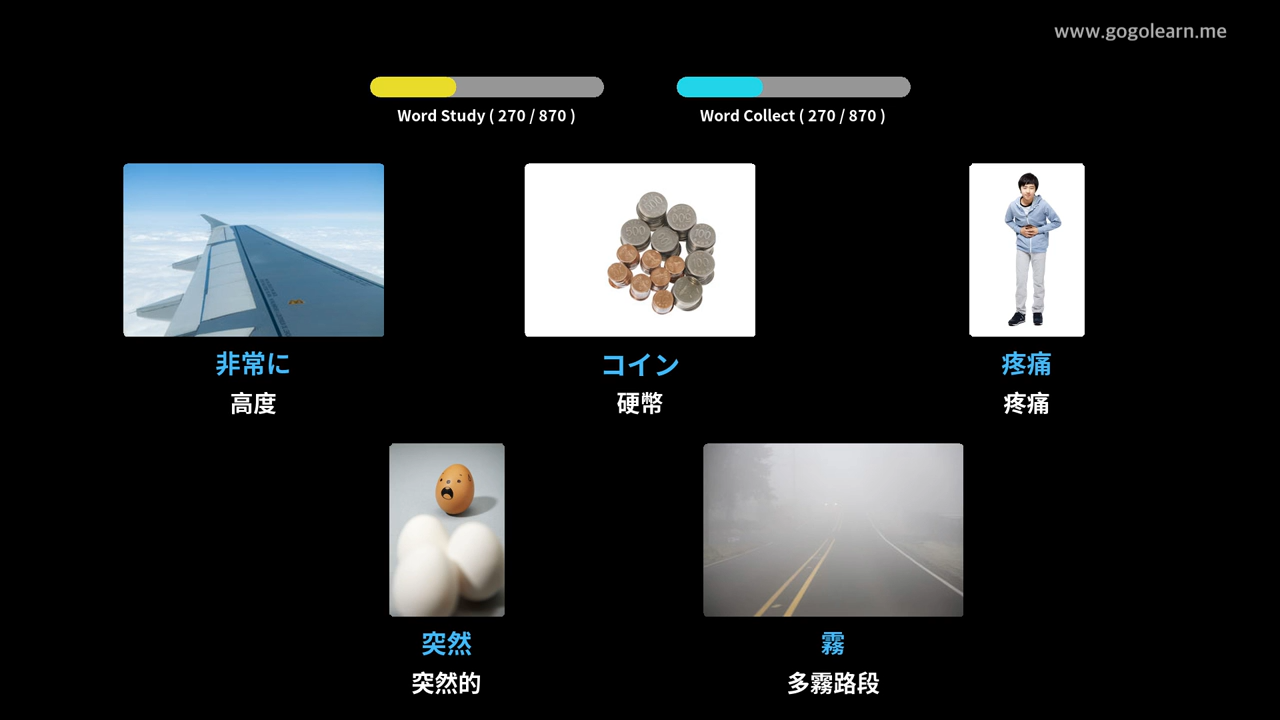 www.gogolearn.me
Word Study ( 270 / 870 )
Word Collect ( 270 / 870 )
非常に
高度
コイン
硬幣
疼痛
疼痛
突然
突然的
霧
多霧路段